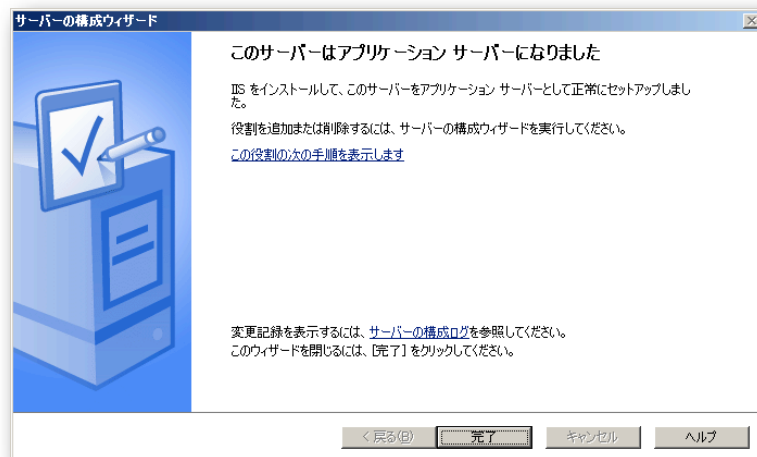 サーバーの構成ウィザード
このサーバーはアプリケーション サーバーになりました
IIS をインストールして、このサーバーをアプリケーション サーバーとして正常にセットアップしまし
た。
役割を追加または削除するには、サーバーの構成ウィザードを実行してください。
この役割の次の手順を表示します
変更記録を表示するには、サーバーの構成ログを参照してください。
このウィザードを閉じるには、[完了] をクリックしてください。
< 戻る(B) 完了 キャンセル ヘルプ